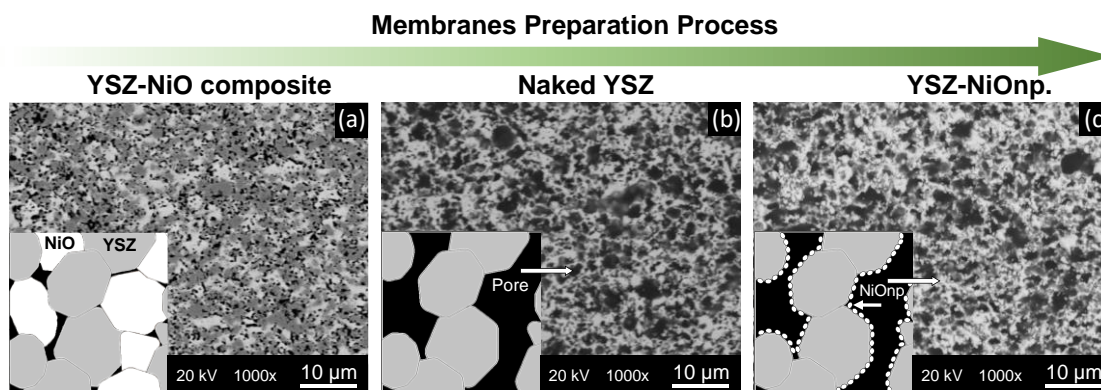 Membranes Preparation Process
YSZ-NiO composite
Naked YSZ
YSZ-NiOnp.
(a)
(b)
(c
NiO
YSZ
Pore
NiOnp
20 kV 1000x 10 µm
20 kV 1000x 10 µm
20 kV 1000x 10 µm